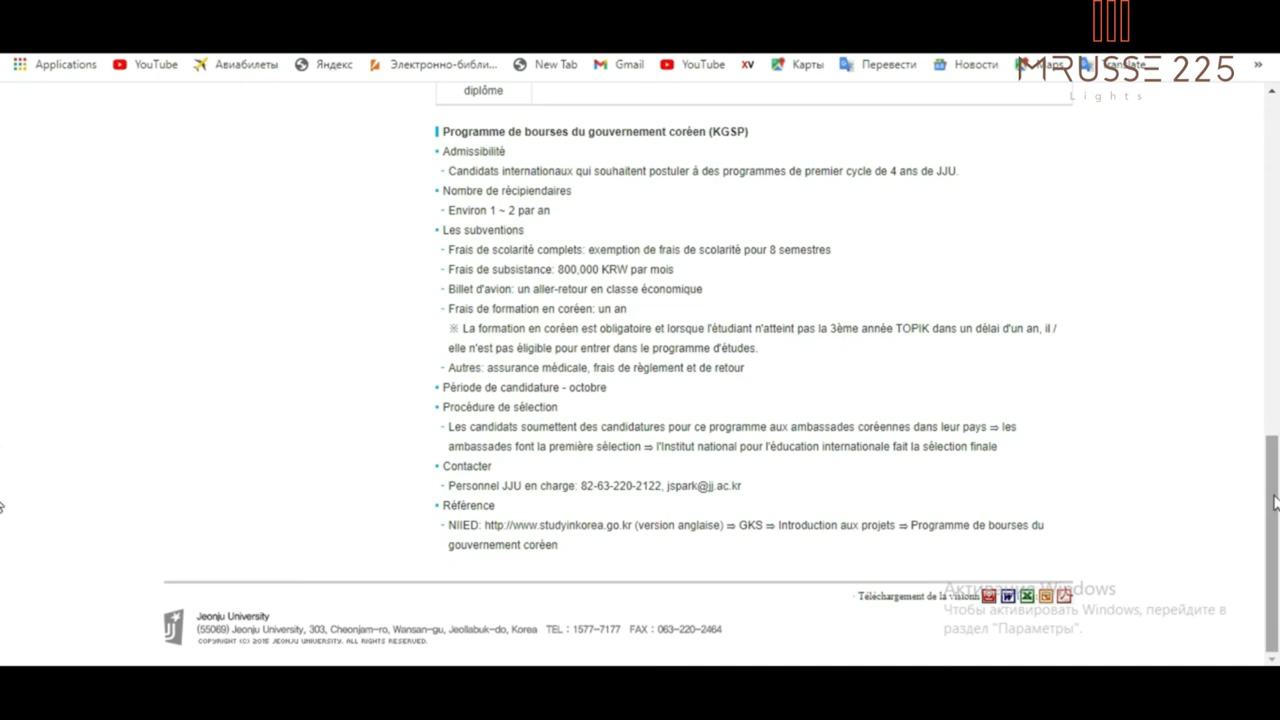 MRUSSE 225
Lights
Applications YouTube Авиабилеты Яндекс Электронно-библи... New Tab Gmail YouTube XV Карты Перевести Новости Maps Translate »
diplôme
Programme de bourses du gouvernement coréen (KGSP)
• Admissibilité
- Candidats internationaux qui souhaitent postuler à des programmes de premier cycle de 4 ans de JJU.
• Nombre de récipiendaires
- Environ 1 ~ 2 par an
• Les subventions
- Frais de scolarité complets: exemption de frais de scolarité pour 8 semestres
- Frais de subsistance: 800,000 KRW par mois
- Billet d'avion: un aller-retour en classe économique
- Frais de formation en coréen: un an
※ La formation en coréen est obligatoire et lorsque l'étudiant n'atteint pas la 3ème année TOPIK dans un délai d'un an, il /
elle n'est pas éligible pour entrer dans le programme d'études.
- Autres: assurance médicale, frais de règlement et de retour
• Période de candidature - octobre
• Procédure de sélection
- Les candidats soumettent des candidatures pour ce programme aux ambassades coréennes dans leur pays ⇒ les
ambassades font la première sélection ⇒ l'Institut national pour l'éducation internationale fait la sélection finale
• Contacter
- Personnel JJU en charge: 82-63-220-2122, jspark@jj.ac.kr
• Référence
- NIIED: http://www.studyinkorea.go.kr (version anglaise) ⇒ GKS ⇒ Introduction aux projets ⇒ Programme de bourses du
gouvernement coréen
· Téléchargement de la visionn
Активация Windows
Чтобы активировать Windows, перейдите в
раздел "Параметры".
Jeonju University
(55069) Jeonju University, 303, Cheonjam-ro, Wansan-gu, Jeollabuk-do, Korea TEL : 1577-7177 FAX : 063-220-2464
COPYRIGHT (C) 2015 JEONJU UNIVERSITY. ALL RIGHTS RESERVED.